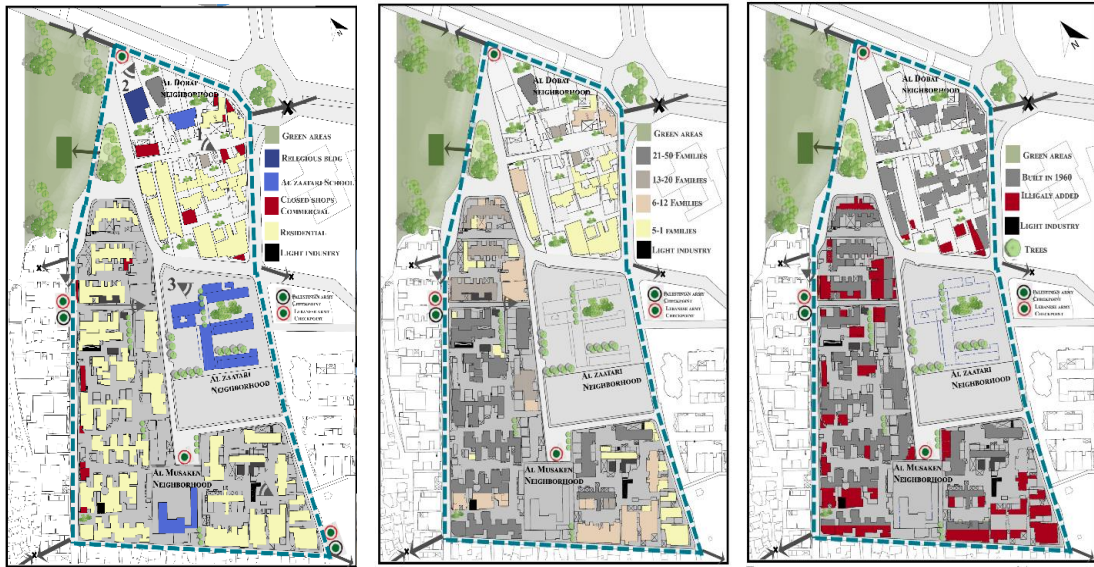 N
2
Al Dobat
neighborhood
1
Green areas
Relegious bldg
Al zaatari School
Closed shops
Commercial
Residential
Light industry
3
Palestinian army
Checkpoint
Lebanese army
Checkpoint
Al zaatari
Neighborhood
Al Musaken
Neighborhood
X
X
X
Al Dobat
neighborhood
Green areas
21-50 Families
13-20 Families
6-12 Families
5-1 families
Light industry
Palestinian army
Checkpoint
Lebanese army
Checkpoint
Al zaatari
Neighborhood
Al Musaken
Neighborhood
X
X
X
N
Al Dobat
neighborhood
Green areas
Built in 1960
Illigaly added
Light industry
Trees
Palestinian army
Checkpoint
Lebanese army
Checkpoint
Al zaatari
Neighborhood
Al Musaken
Neighborhood
X
X
X